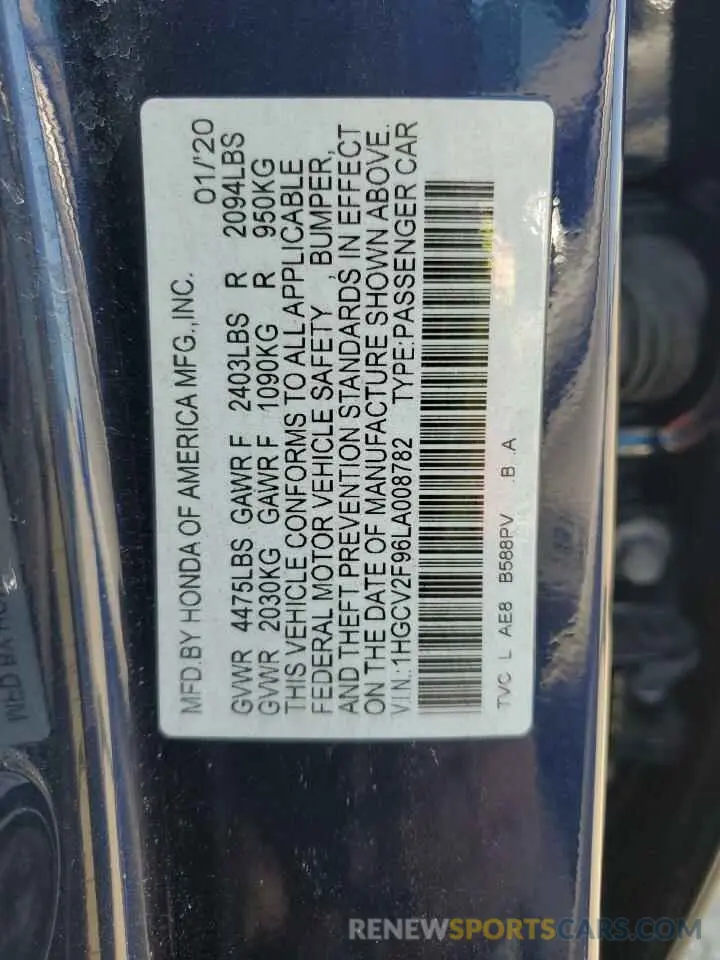 MFD.BY HONDA OF AMERICA MFG.,INC. 01/'20
GVWR 4475LBS GAWR F 2403LBS R 2094LBS
GVWR 2030KG GAWR F 1090KG R 950KG
THIS VEHICLE CONFORMS TO ALL APPLICABLE
FEDERAL MOTOR VEHICLE SAFETY , BUMPER,
AND THEFT PREVENTION STANDARDS IN EFFECT
ON THE DATE OF MANUFACTURE SHOWN ABOVE.
V.I.N.:1HGCV2F96LA008782 TYPE:PASSENGER CAR
TVC L AE8 B588PV .B .A
RENEWSPORTSCARS.COM